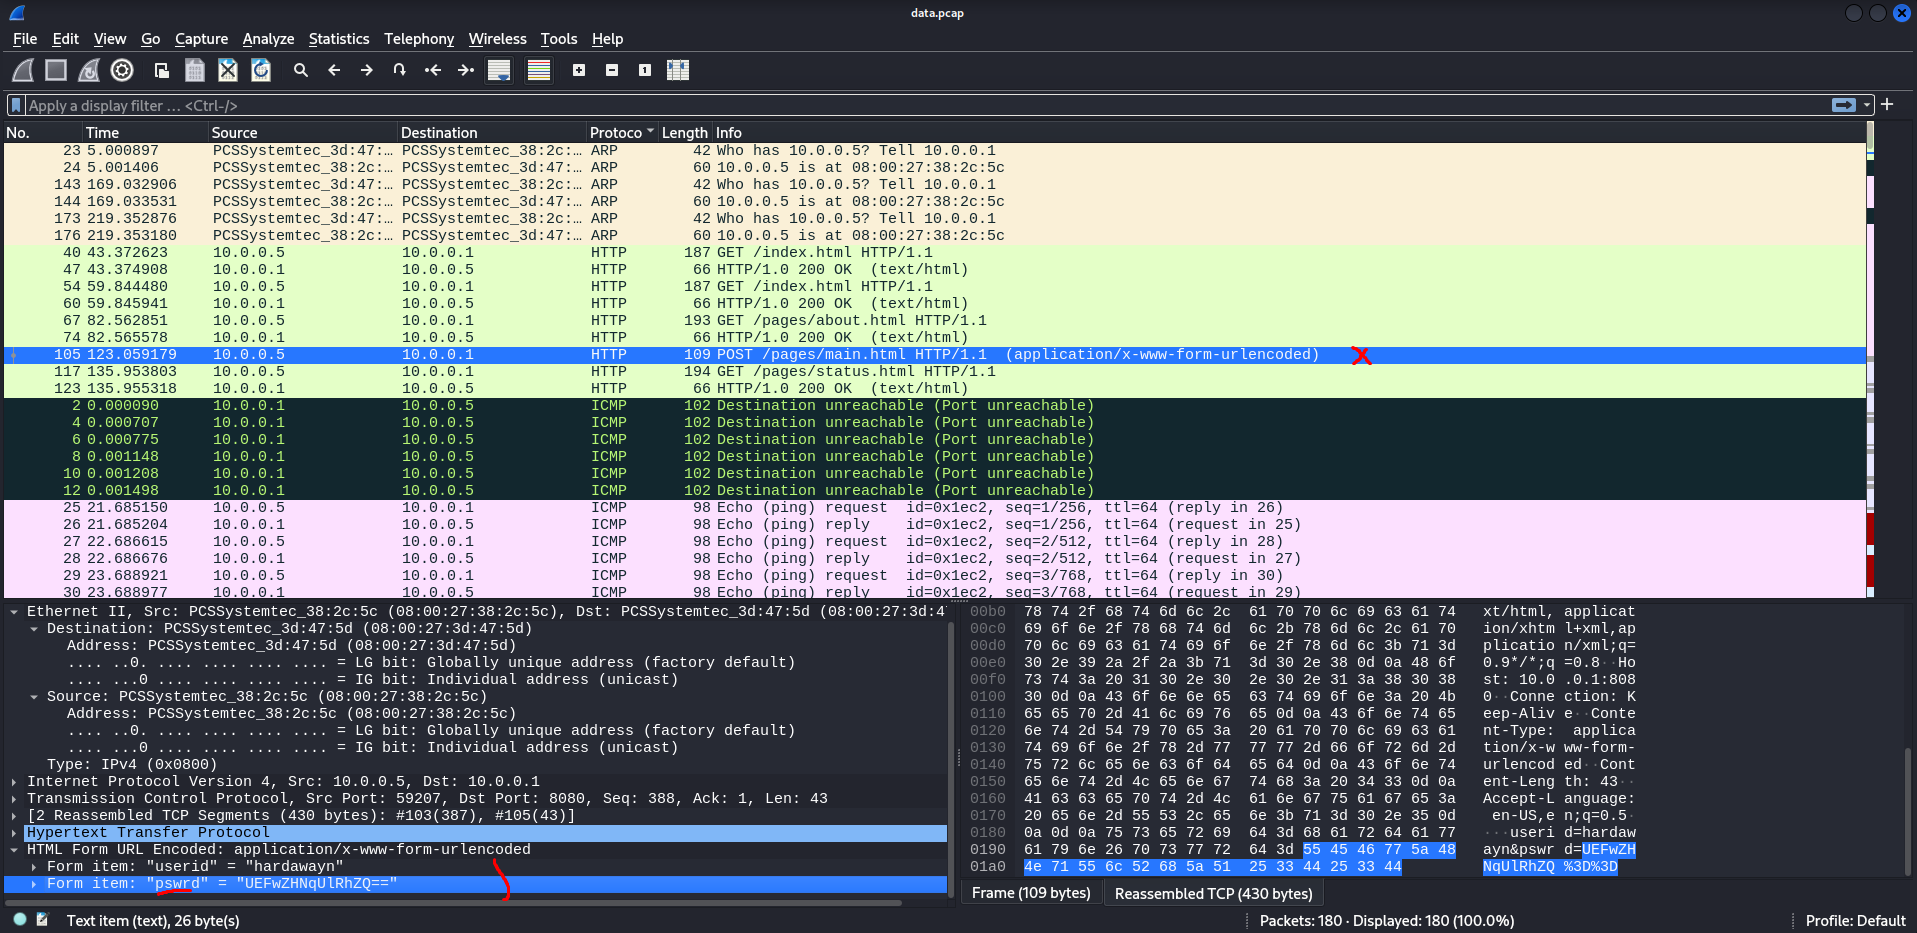 data.pcap
File Edit View Go Capture Analyze Statistics Telephony Wireless Tools Help
Apply a display filter … <Ctrl-/>
No. Time Source Destination Protoco Length Info
23 5.000897 PCSSystemtec_3d:47:… PCSSystemtec_38:2c:… ARP 42 Who has 10.0.0.5? Tell 10.0.0.1
24 5.001406 PCSSystemtec_38:2c:… PCSSystemtec_3d:47:… ARP 60 10.0.0.5 is at 08:00:27:38:2c:5c
143 169.032906 PCSSystemtec_3d:47:… PCSSystemtec_38:2c:… ARP 42 Who has 10.0.0.5? Tell 10.0.0.1
144 169.033531 PCSSystemtec_38:2c:… PCSSystemtec_3d:47:… ARP 60 10.0.0.5 is at 08:00:27:38:2c:5c
173 219.352876 PCSSystemtec_3d:47:… PCSSystemtec_38:2c:… ARP 42 Who has 10.0.0.5? Tell 10.0.0.1
176 219.353180 PCSSystemtec_38:2c:… PCSSystemtec_3d:47:… ARP 60 10.0.0.5 is at 08:00:27:38:2c:5c
40 43.372623 10.0.0.5 10.0.0.1 HTTP 187 GET /index.html HTTP/1.1
47 43.374908 10.0.0.1 10.0.0.5 HTTP 66 HTTP/1.0 200 OK (text/html)
54 59.844480 10.0.0.5 10.0.0.1 HTTP 187 GET /index.html HTTP/1.1
60 59.845941 10.0.0.1 10.0.0.5 HTTP 66 HTTP/1.0 200 OK (text/html)
67 82.562851 10.0.0.5 10.0.0.1 HTTP 193 GET /pages/about.html HTTP/1.1
74 82.565578 10.0.0.1 10.0.0.5 HTTP 66 HTTP/1.0 200 OK (text/html)
105 123.059179 10.0.0.5 10.0.0.1 HTTP 109 POST /pages/main.html HTTP/1.1 (application/x-www-form-urlencoded)
117 135.953803 10.0.0.5 10.0.0.1 HTTP 194 GET /pages/status.html HTTP/1.1
123 135.955318 10.0.0.1 10.0.0.5 HTTP 66 HTTP/1.0 200 OK (text/html)
2 0.000090 10.0.0.1 10.0.0.5 ICMP 102 Destination unreachable (Port unreachable)
4 0.000707 10.0.0.1 10.0.0.5 ICMP 102 Destination unreachable (Port unreachable)
6 0.000775 10.0.0.1 10.0.0.5 ICMP 102 Destination unreachable (Port unreachable)
8 0.001148 10.0.0.1 10.0.0.5 ICMP 102 Destination unreachable (Port unreachable)
10 0.001208 10.0.0.1 10.0.0.5 ICMP 102 Destination unreachable (Port unreachable)
12 0.001498 10.0.0.1 10.0.0.5 ICMP 102 Destination unreachable (Port unreachable)
25 21.685150 10.0.0.5 10.0.0.1 ICMP 98 Echo (ping) request id=0x1ec2, seq=1/256, ttl=64 (reply in 26)
26 21.685204 10.0.0.1 10.0.0.5 ICMP 98 Echo (ping) reply id=0x1ec2, seq=1/256, ttl=64 (request in 25)
27 22.686615 10.0.0.5 10.0.0.1 ICMP 98 Echo (ping) request id=0x1ec2, seq=2/512, ttl=64 (reply in 28)
28 22.686676 10.0.0.1 10.0.0.5 ICMP 98 Echo (ping) reply id=0x1ec2, seq=2/512, ttl=64 (request in 27)
29 23.688921 10.0.0.5 10.0.0.1 ICMP 98 Echo (ping) request id=0x1ec2, seq=3/768, ttl=64 (reply in 30)
30 23.688977 10.0.0.1 10.0.0.5 ICMP 98 Echo (ping) reply id=0x1ec2, seq=3/768, ttl=64 (request in 29)
Ethernet II, Src: PCSSystemtec_38:2c:5c (08:00:27:38:2c:5c), Dst: PCSSystemtec_3d:47:5d (08:00:27:3d:4
Destination: PCSSystemtec_3d:47:5d (08:00:27:3d:47:5d)
Address: PCSSystemtec_3d:47:5d (08:00:27:3d:47:5d)
.... ..0. .... .... .... .... = LG bit: Globally unique address (factory default)
.... ...0 .... .... .... .... = IG bit: Individual address (unicast)
Source: PCSSystemtec_38:2c:5c (08:00:27:38:2c:5c)
Address: PCSSystemtec_38:2c:5c (08:00:27:38:2c:5c)
.... ..0. .... .... .... .... = LG bit: Globally unique address (factory default)
.... ...0 .... .... .... .... = IG bit: Individual address (unicast)
Type: IPv4 (0x0800)
Internet Protocol Version 4, Src: 10.0.0.5, Dst: 10.0.0.1
Transmission Control Protocol, Src Port: 59207, Dst Port: 8080, Seq: 388, Ack: 1, Len: 43
[2 Reassembled TCP Segments (430 bytes): #103(387), #105(43)]
Hypertext Transfer Protocol
HTML Form URL Encoded: application/x-www-form-urlencoded
Form item: "userid" = "hardawayn"
Form item: "pswrd" = "UEFwZHNqUlRhZQ=="
00b0 78 74 2f 68 74 6d 6c 2c 61 70 70 6c 69 63 61 74 xt/html, applicat
00c0 69 6f 6e 2f 78 68 74 6d 6c 2b 78 6d 6c 2c 61 70 ion/xhtm l+xml,ap
00d0 70 6c 69 63 61 74 69 6f 6e 2f 78 6d 6c 3b 71 3d plicatio n/xml;q=
00e0 30 2e 39 2a 2f 2a 3b 71 3d 30 2e 38 0d 0a 48 6f 0.9*/*;q =0.8··Ho
00f0 73 74 3a 20 31 30 2e 30 2e 30 2e 31 3a 38 30 38 st: 10.0 .0.1:808
0100 30 0d 0a 43 6f 6e 6e 65 63 74 69 6f 6e 3a 20 4b 0··Conne ction: K
0110 65 65 70 2d 41 6c 69 76 65 0d 0a 43 6f 6e 74 65 eep-Aliv e··Conte
0120 6e 74 2d 54 79 70 65 3a 20 61 70 70 6c 69 63 61 nt-Type: applica
0130 74 69 6f 6e 2f 78 2d 77 77 77 2d 66 6f 72 6d 2d tion/x-w ww-form-
0140 75 72 6c 65 6e 63 6f 64 65 64 0d 0a 43 6f 6e 74 urlencod ed··Cont
0150 65 6e 74 2d 4c 65 6e 67 74 68 3a 20 34 33 0d 0a ent-Leng th: 43··
0160 41 63 63 65 70 74 2d 4c 61 6e 67 75 61 67 65 3a Accept-L anguage:
0170 20 65 6e 2d 55 53 2c 65 6e 3b 71 3d 30 2e 35 0d en-US,e n;q=0.5·
0180 0a 0d 0a 75 73 65 72 69 64 3d 68 61 72 64 61 77 ···useri d=hardaw
0190 61 79 6e 26 70 73 77 72 64 3d 55 45 46 77 5a 48 ayn&pswr d=UEFwZH
01a0 4e 71 55 6c 52 68 5a 51 25 33 44 25 33 44 NqUlRhZQ %3D%3D
Frame (109 bytes) Reassembled TCP (430 bytes)
Text item (text), 26 byte(s) Packets: 180 · Displayed: 180 (100.0%) Profile: Default